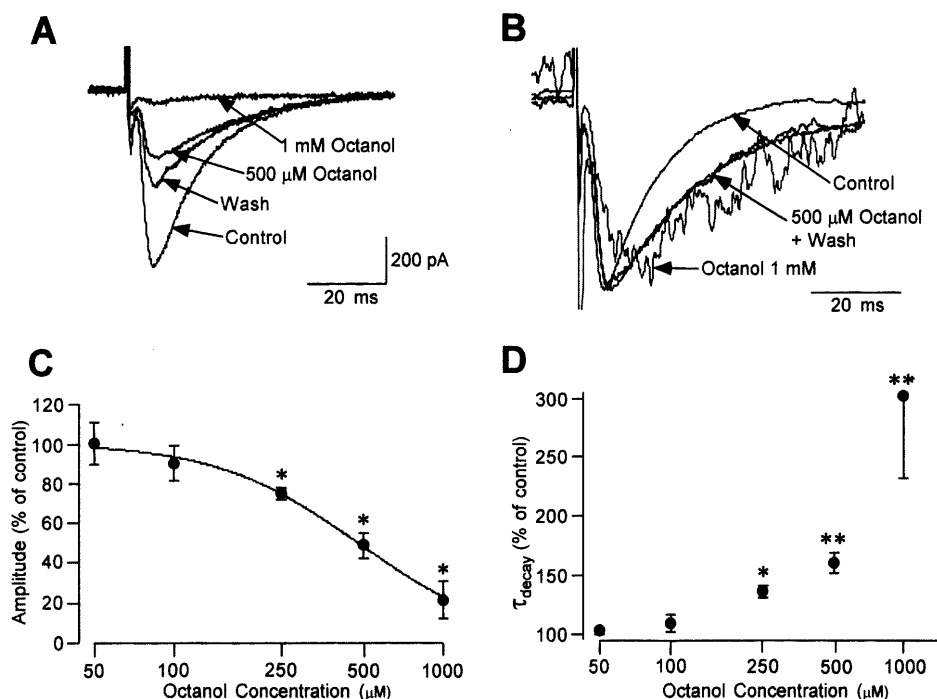 A
1 mM Octanol
500 µM Octanol
Wash
Control
200 pA
20 ms
B
Control
500 µM Octanol
+ Wash
Octanol 1 mM
20 ms
C
Amplitude (% of control)
120
100
80
60
40
20
0
*
*
*
50 100 250 500 1000
Octanol Concentration (µM)
D
τdecay (% of control)
300
250
200
150
100
*
**
**
50 100 250 500 1000
Octanol Concentration (µM)